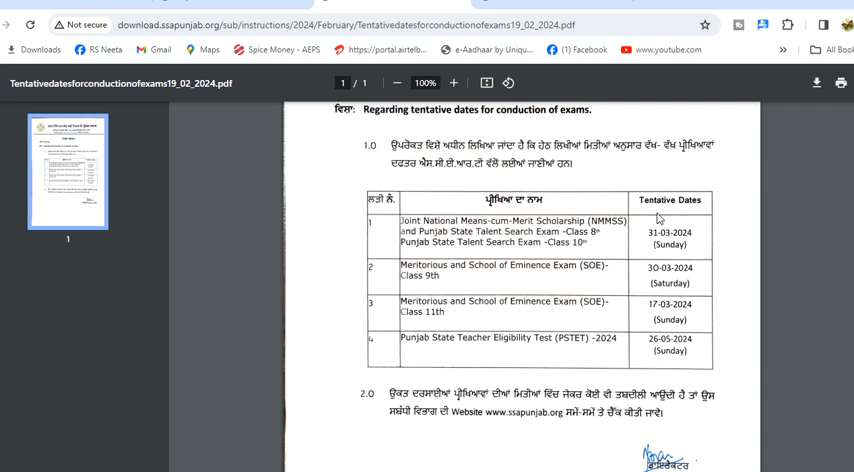 Not secure
download.ssapunjab.org/sub/instructions/2024/February/Tentativedatesforconductionofexams19_02_2024.pdf
Downloads
RS Neeta
Gmail
Maps
Spice Money - AEPS
https://portal.airtelb...
e-Aadhaar by Uniqu...
(1) Facebook
www.youtube.com
»
All Book
Tentativedatesforconductionofexams19_02_2024.pdf
1 / 1
100%
1
ਵਿਸ਼ਾ: Regarding tentative dates for conduction of exams.
1.0 ਉਪਰੋਕਤ ਵਿਸ਼ੇ ਅਧੀਨ ਲਿਖਿਆ ਜਾਂਦਾ ਹੈ ਕਿ ਹੇਠ ਲਿਖੀਆਂ ਮਿਤੀਆਂ ਅਨੁਸਾਰ ਵੱਖ- ਵੱਖ ਪ੍ਰੀਖਿਆਵਾਂ
ਦਫਤਰ ਐਸ.ਸੀ.ਈ.ਆਰ.ਟੀ ਵੱਲੋਂ ਲਈਆਂ ਜਾਣੀਆਂ ਹਨ।
ਲੜੀ ਨੰ. ਪ੍ਰੀਖਿਆ ਦਾ ਨਾਮ Tentative Dates
1 Joint National Means-cum-Merit Scholarship (NMMSS)
and Punjab State Talent Search Exam -Class 8th
Punjab State Talent Search Exam -Class 10th
31-03-2024
(Sunday)
2 Meritorious and School of Eminence Exam (SOE)-
Class 9th
30-03-2024
(Saturday)
3 Meritorious and School of Eminence Exam (SOE)-
Class 11th
17-03-2024
(Sunday)
4 Punjab State Teacher Eligibility Test (PSTET) -2024
26-05-2024
(Sunday)
2.0 ਉਕਤ ਦਰਸਾਈਆਂ ਪ੍ਰੀਖਿਆਵਾਂ ਦੀਆਂ ਮਿਤੀਆਂ ਵਿੱਚ ਜੇਕਰ ਕੋਈ ਵੀ ਤਬਦੀਲੀ ਆਉਂਦੀ ਹੈ ਤਾਂ ਉਸ
ਸਬੰਧੀ ਵਿਭਾਗ ਦੀ Website www.ssapunjab.org ਸਮੇਂ-ਸਮੇਂ ਤੇ ਚੈੱਕ ਕੀਤੀ ਜਾਵੇ।
ਡਾਇਰੈਕਟਰ